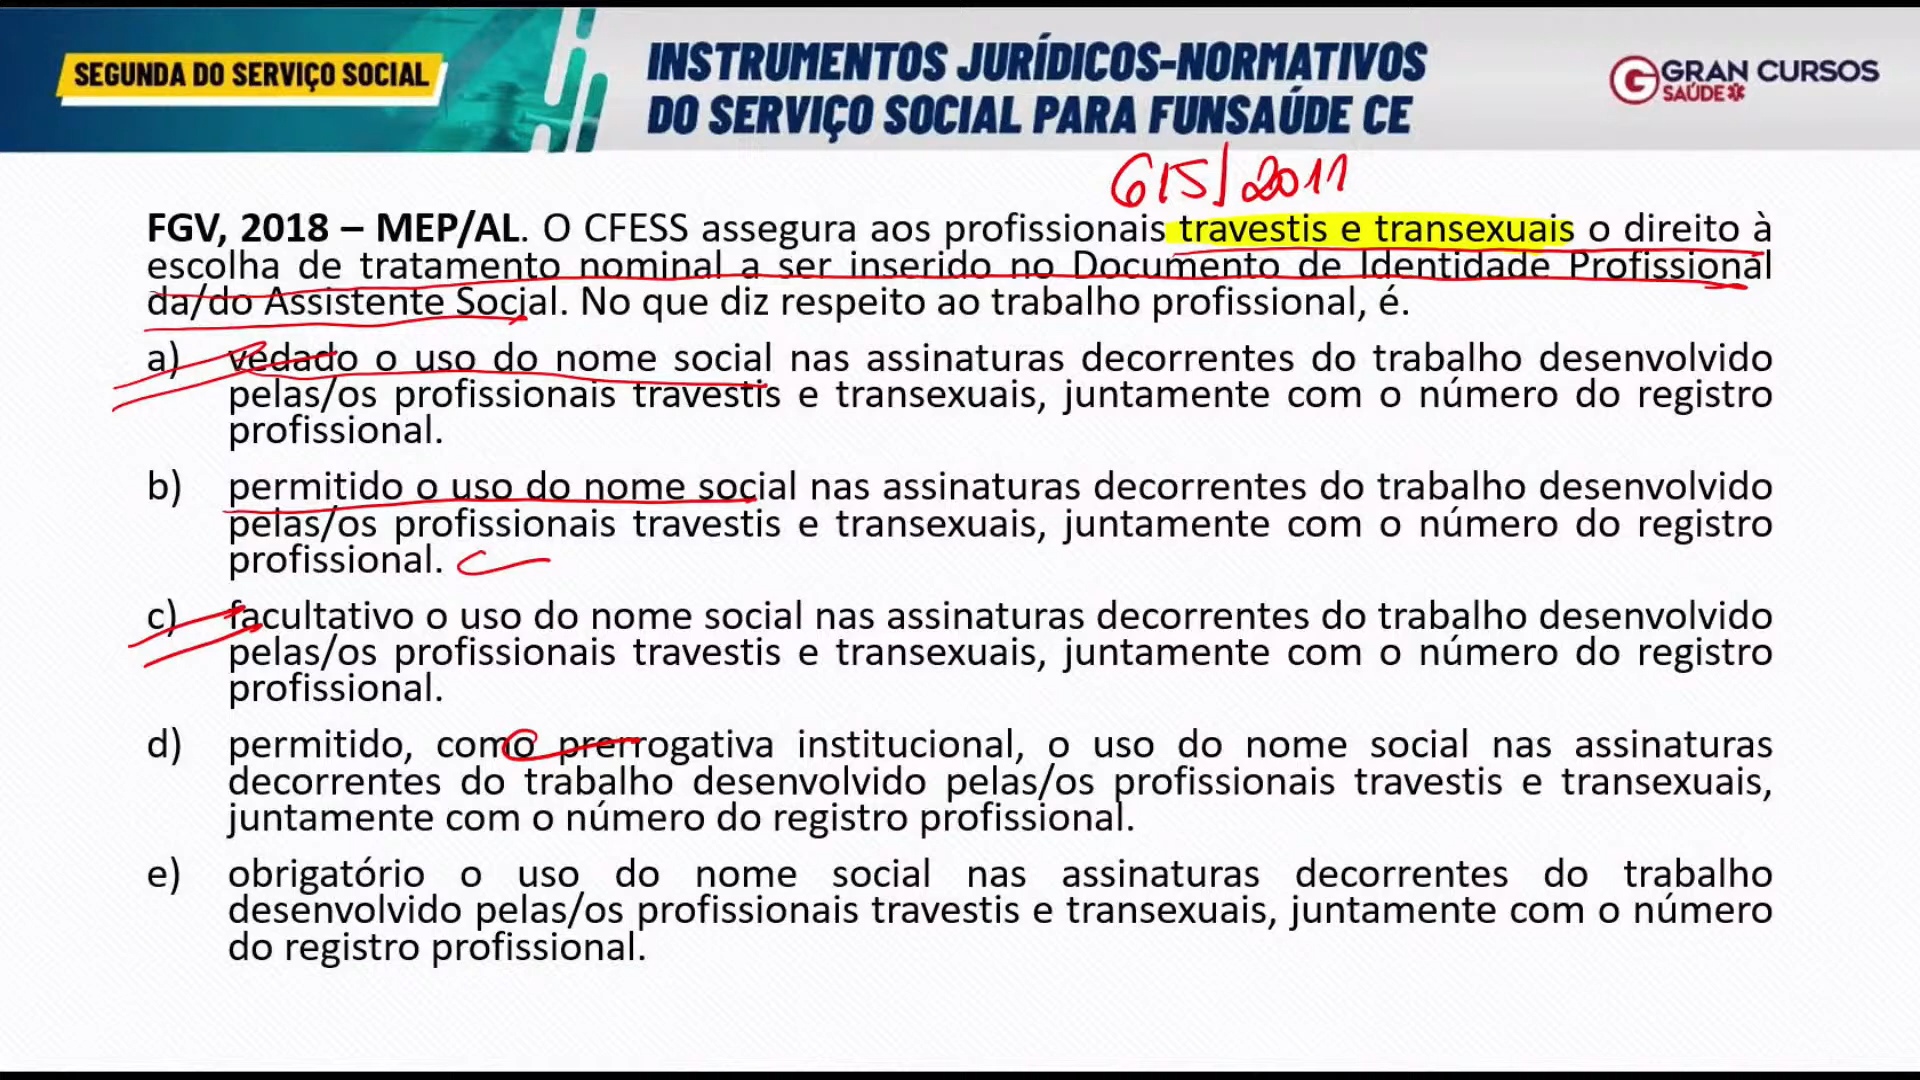 SEGUNDA DO SERVIÇO SOCIAL
INSTRUMENTOS JURÍDICOS-NORMATIVOS
DO SERVIÇO SOCIAL PARA FUNSAÚDE CE
GRAN CURSOS
SAÚDE
615/2011
FGV, 2018 – MEP/AL. O CFESS assegura aos profissionais travestis e transexuais o direito à
escolha de tratamento nominal a ser inserido no Documento de Identidade Profissional
da/do Assistente Social. No que diz respeito ao trabalho profissional, é.
a) vedado o uso do nome social nas assinaturas decorrentes do trabalho desenvolvido
pelas/os profissionais travestis e transexuais, juntamente com o número do registro
profissional.
b) permitido o uso do nome social nas assinaturas decorrentes do trabalho desenvolvido
pelas/os profissionais travestis e transexuais, juntamente com o número do registro
profissional.
c) facultativo o uso do nome social nas assinaturas decorrentes do trabalho desenvolvido
pelas/os profissionais travestis e transexuais, juntamente com o número do registro
profissional.
d) permitido, como prerrogativa institucional, o uso do nome social nas assinaturas
decorrentes do trabalho desenvolvido pelas/os profissionais travestis e transexuais,
juntamente com o número do registro profissional.
e) obrigatório o uso do nome social nas assinaturas decorrentes do trabalho
desenvolvido pelas/os profissionais travestis e transexuais, juntamente com o número
do registro profissional.